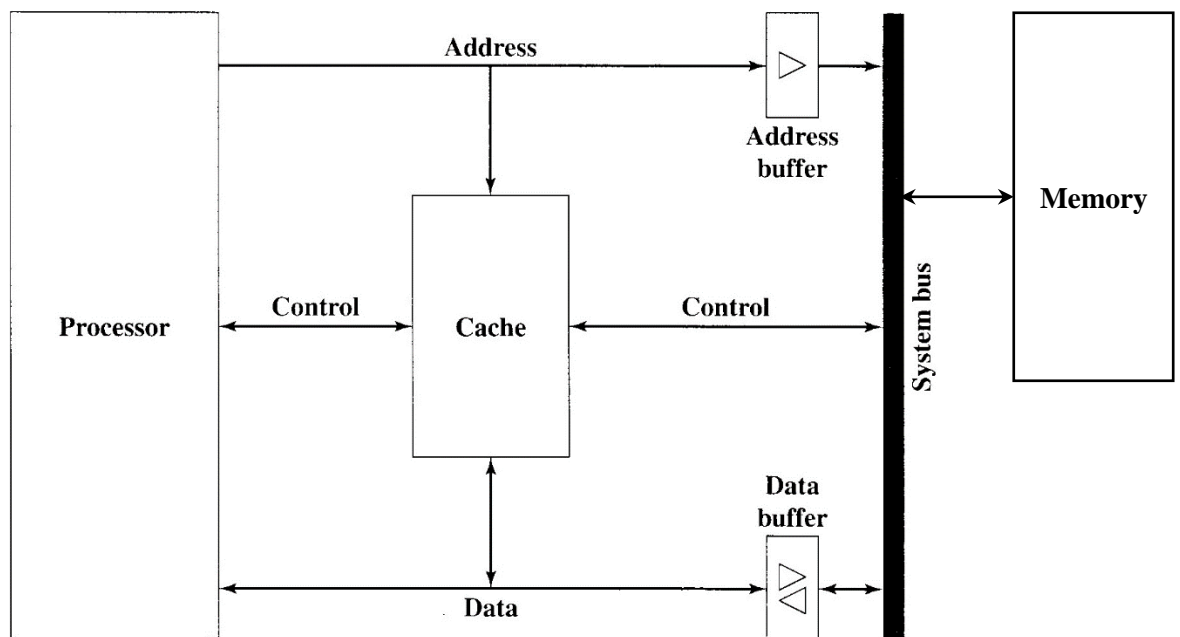 Address
Address
buffer
Memory
Control
Control
Processor
Cache
System bus
Data
buffer
Data